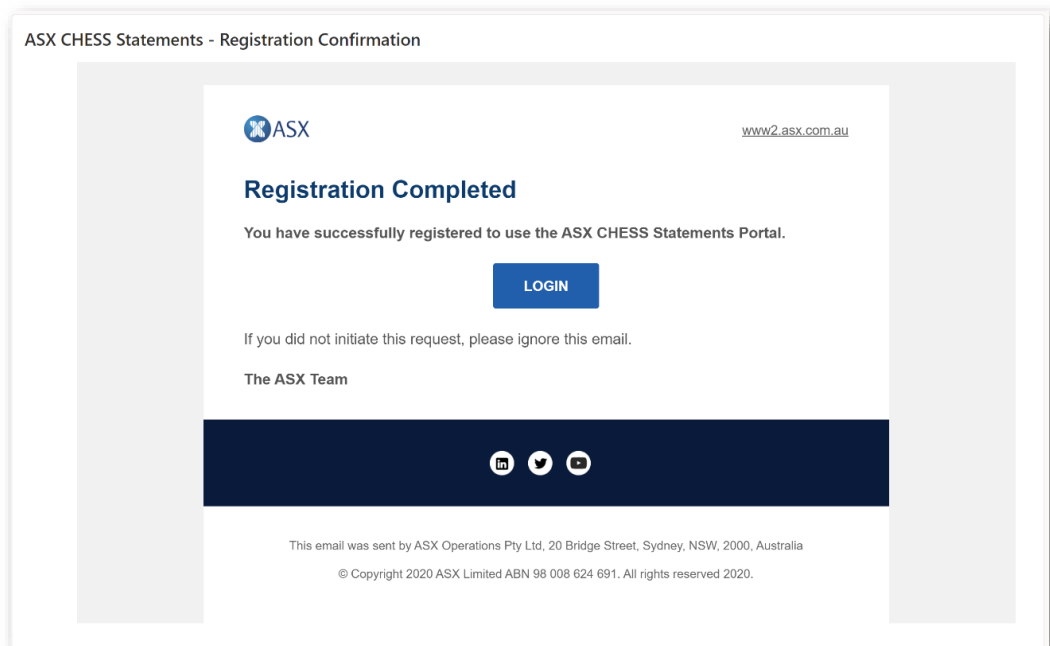 ASX CHESS Statements - Registration Confirmation
ASX
www2.asx.com.au
Registration Completed
You have successfully registered to use the ASX CHESS Statements Portal.
LOGIN
If you did not initiate this request, please ignore this email.
The ASX Team
This email was sent by ASX Operations Pty Ltd, 20 Bridge Street, Sydney, NSW, 2000, Australia
© Copyright 2020 ASX Limited ABN 98 008 624 691. All rights reserved 2020.